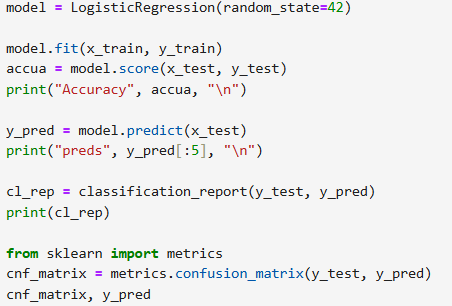 model = LogisticRegression(random_state=42)
model.fit(x_train, y_train)
accua = model.score(x_test, y_test)
print("Accuracy", accua, "\n")
y_pred = model.predict(x_test)
print("preds", y_pred[:5], "\n")
cl_rep = classification_report(y_test, y_pred)
print(cl_rep)
from sklearn import metrics
cnf_matrix = metrics.confusion_matrix(y_test, y_pred)
cnf_matrix, y_pred